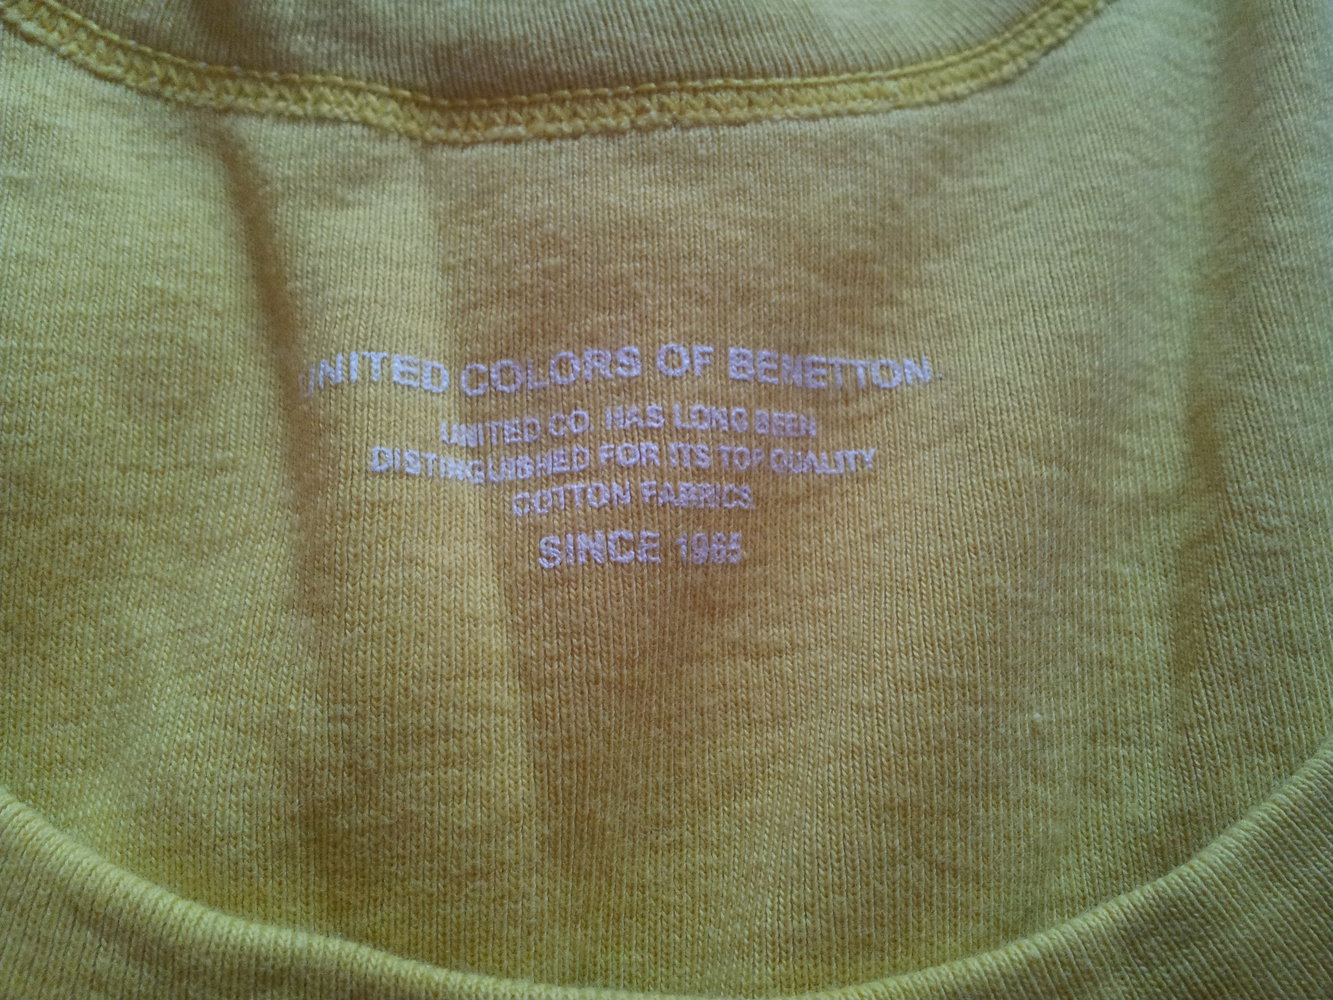 UNITED COLORS OF BENETTON.
UNITED CO. HAS LONG BEEN
DISTINGUISHED FOR ITS TOP QUALITY
COTTON FABRICS
SINCE 1965